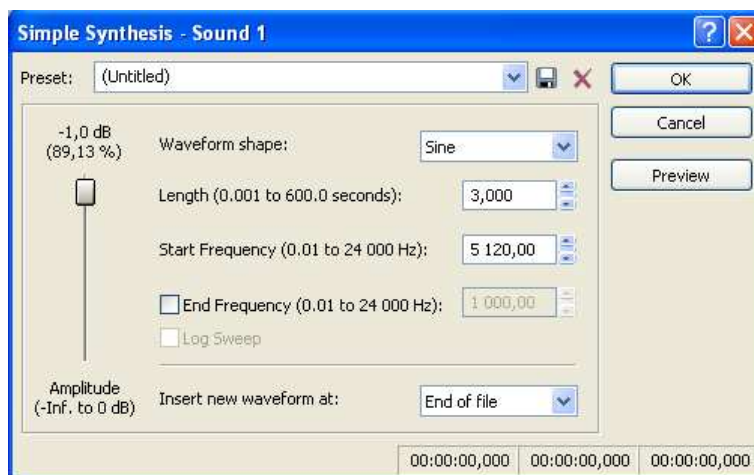 Simple Synthesis - Sound 1
Preset: (Untitled)
OK
Cancel
Preview
-1,0 dB
(89,13 %)
Waveform shape: Sine
Length (0.001 to 600.0 seconds): 3,000
Start Frequency (0.01 to 24 000 Hz): 5 120,00
End Frequency (0.01 to 24 000 Hz): 1 000,00
Log Sweep
Amplitude
(-Inf. to 0 dB)
Insert new waveform at: End of file
00:00:00,000 00:00:00,000 00:00:00,000